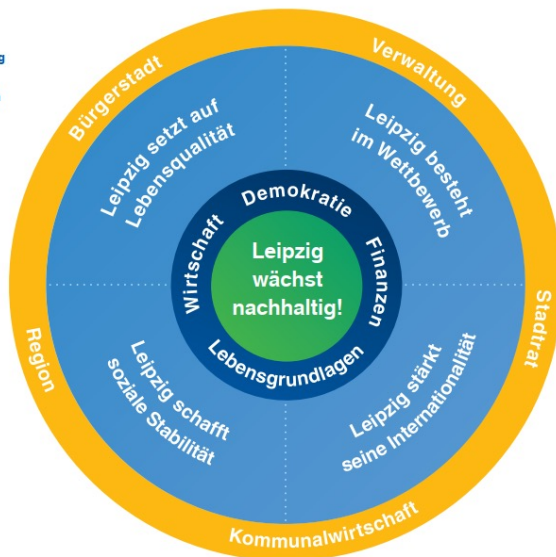 Bürgerstadt
Verwaltung
Leipzig setzt auf
Lebensqualität
Leipzig besteht
im Wettbewerb
Demokratie
Wirtschaft
Finanzen
Leipzig
wächst
nachhaltig!
Lebensgrundlagen
Region
Stadtrat
Leipzig schafft
soziale Stabilität
Leipzig stärkt
seine Internationalität
Kommunalwirtschaft